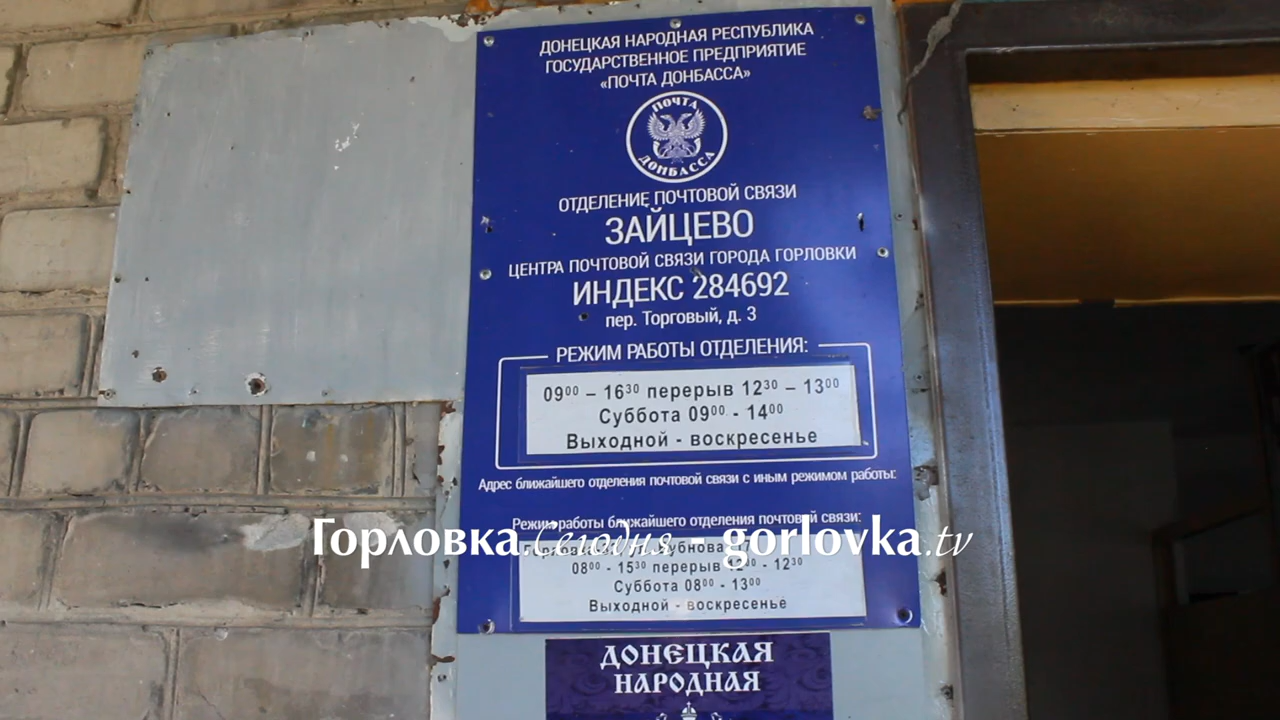 ДОНЕЦКАЯ НАРОДНАЯ РЕСПУБЛИКА
ГОСУДАРСТВЕННОЕ ПРЕДПРИЯТИЕ
«ПОЧТА ДОНБАССА»
ПОЧТА
ДОНБАССА
ОТДЕЛЕНИЕ ПОЧТОВОЙ СВЯЗИ
ЗАЙЦЕВО
ЦЕНТРА ПОЧТОВОЙ СВЯЗИ ГОРОДА ГОРЛОВКИ
ИНДЕКС 284692
пер. Торговый, д. 3
РЕЖИМ РАБОТЫ ОТДЕЛЕНИЯ:
09⁰⁰ – 16³⁰ перерыв 12³⁰ – 13⁰⁰
Суббота 09⁰⁰ - 14⁰⁰
Выходной - воскресенье
Адрес ближайшего отделения почтовой связи с иным режимом работы:
Режим работы ближайшего отделения почтовой связи:
Горловка Сегодня - gorlovka.tv
08⁰⁰ - 15³⁰ перерыв 12⁰⁰ - 12³⁰
Суббота 08⁰⁰ - 13⁰⁰
Выходной - воскресенье
ДОНЕЦКАЯ
НАРОДНАЯ